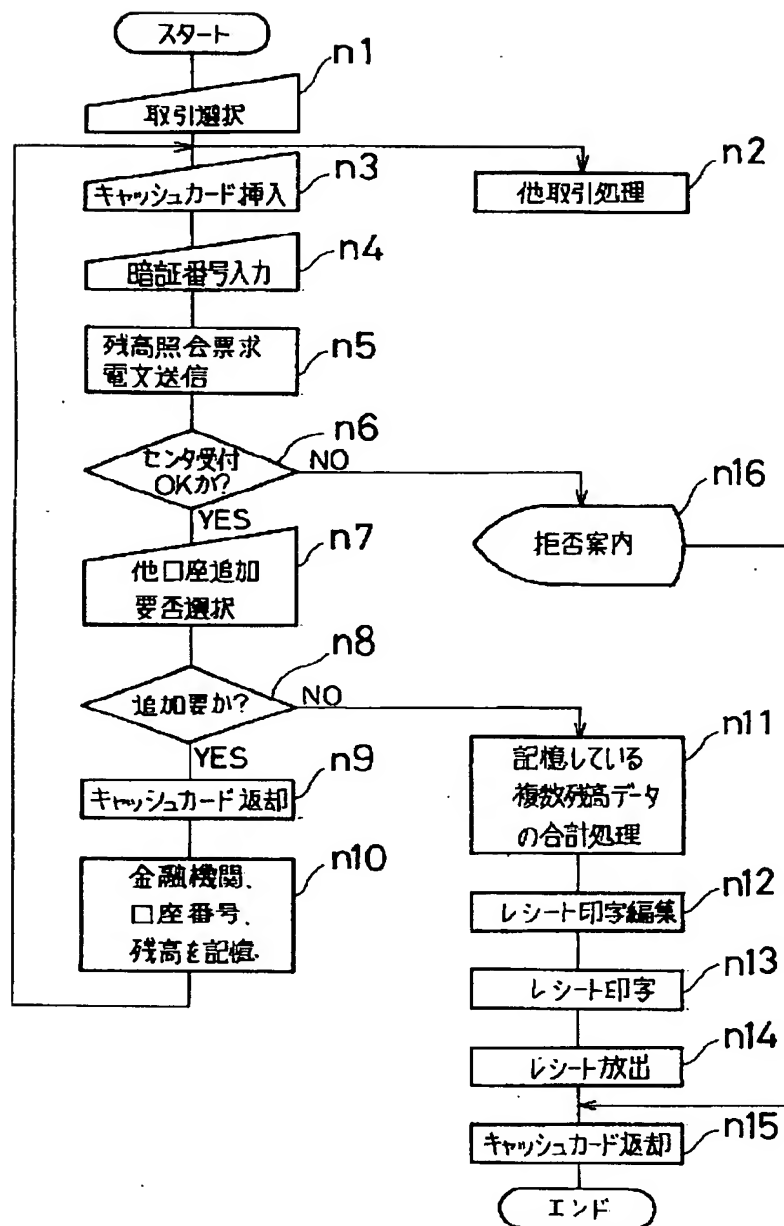 スタート
n1
取引選択
n2
n3
キャッシュカード挿入
他取引処理
n4
暗証番号入力
n5
残高照会票求
電文送信
n6
センタ受付
OKか?
NO
YES
n16
拒否案内
n7
他口座追加
要否選択
n8
追加要か?
NO
YES
n9
キャッシュカード返却
n10
金融機関、
口座番号、
残高を記憶.
n11
記憶している
複数残高データ
の合計処理
n12
レシート印字編集
n13
レシート印字
n14
レシート放出
n15
キャッシュカード返却
エンド